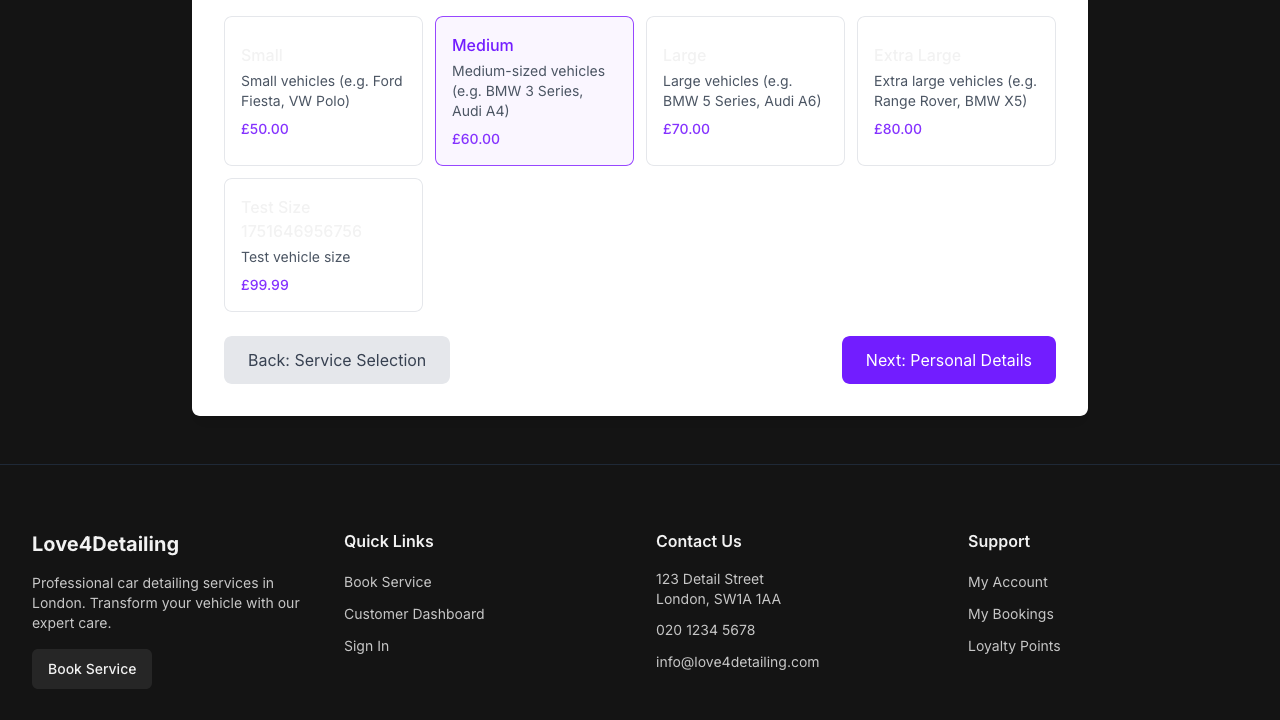 Small
Small vehicles (e.g. Ford
Fiesta, VW Polo)
£50.00
Medium
Medium-sized vehicles
(e.g. BMW 3 Series,
Audi A4)
£60.00
Large
Large vehicles (e.g.
BMW 5 Series, Audi A6)
£70.00
Extra Large
Extra large vehicles (e.g.
Range Rover, BMW X5)
£80.00
Test Size
1751646956756
Test vehicle size
£99.99
Back: Service Selection
Next: Personal Details
Love4Detailing
Professional car detailing services in
London. Transform your vehicle with our
expert care.
Book Service
Quick Links
Book Service
Customer Dashboard
Sign In
Contact Us
123 Detail Street
London, SW1A 1AA
020 1234 5678
info@love4detailing.com
Support
My Account
My Bookings
Loyalty Points